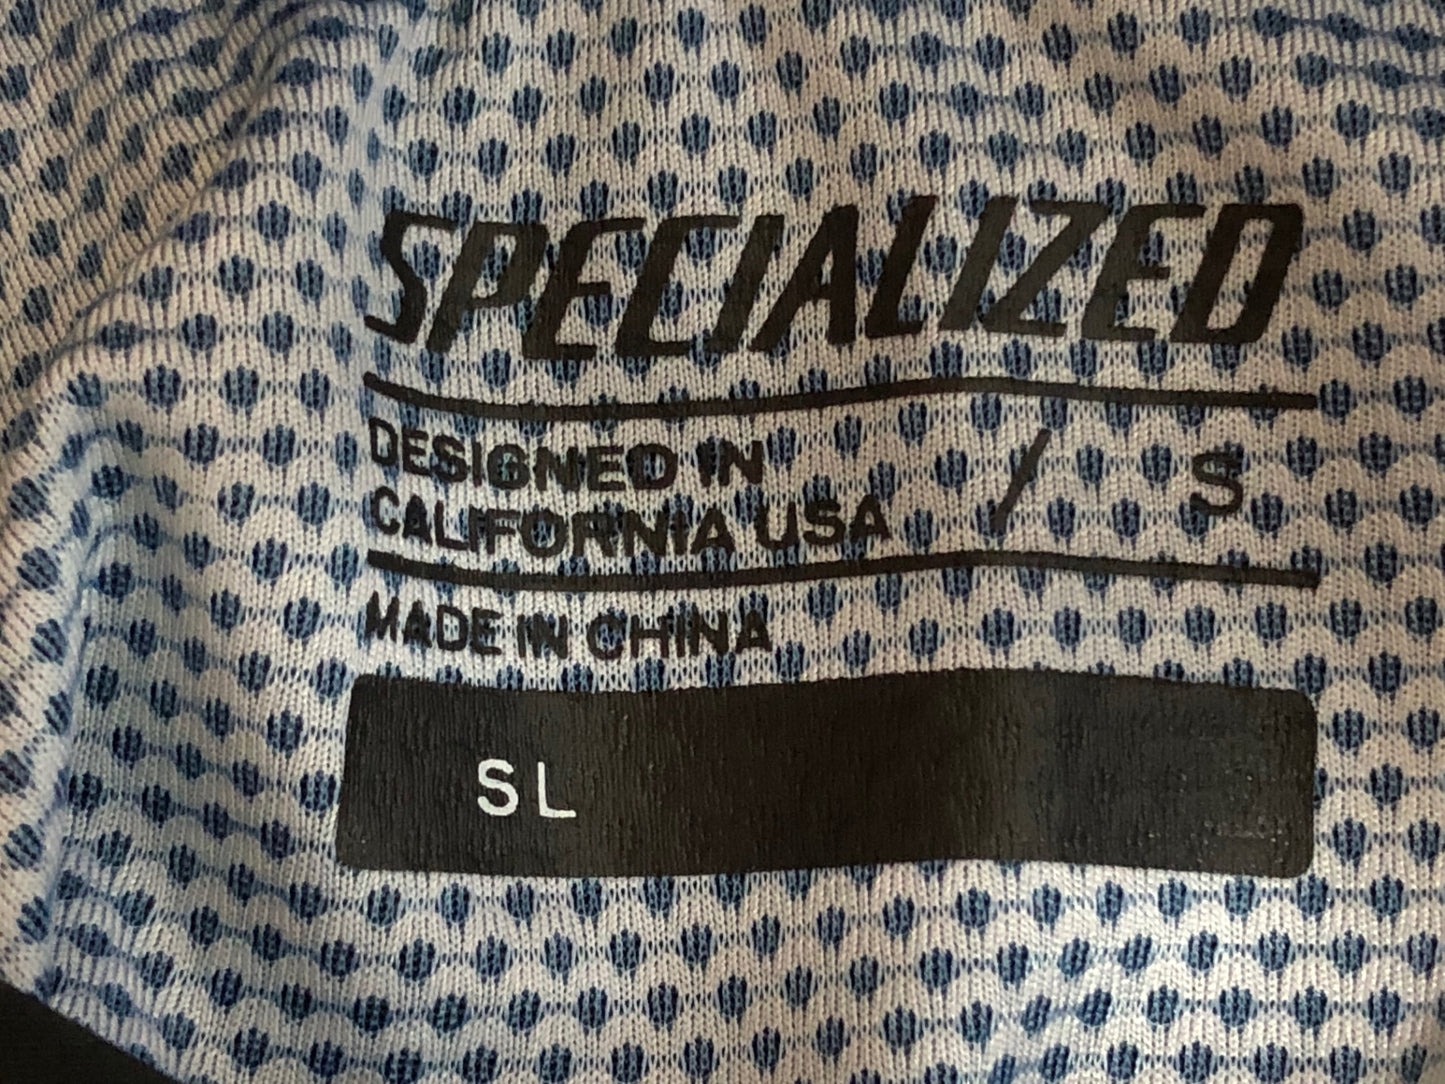 SPECIALIZED
DESIGNED IN
CALIFORNIA USA / S
MADE IN CHINA
SL